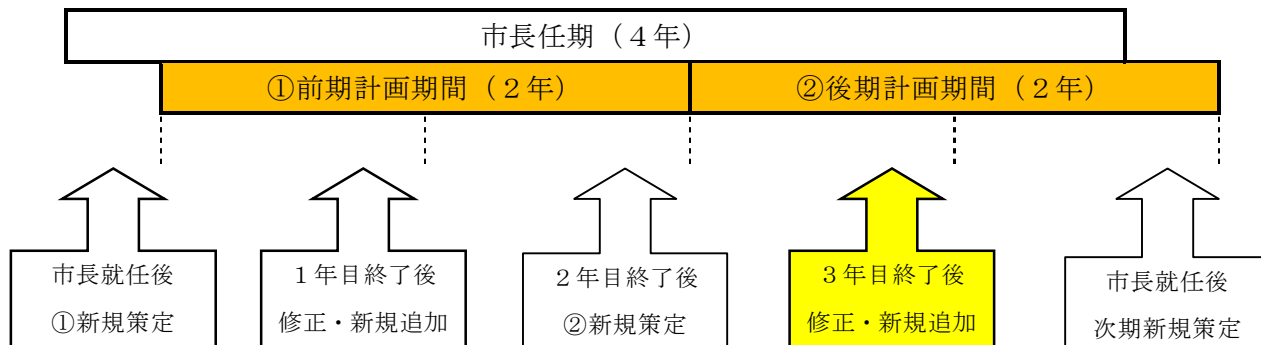 市長任期（４年）
①前期計画期間（２年）
②後期計画期間（２年）
市長就任後
①新規策定
１年目終了後
修正・新規追加
２年目終了後
②新規策定
３年目終了後
修正・新規追加
市長就任後
次期新規策定